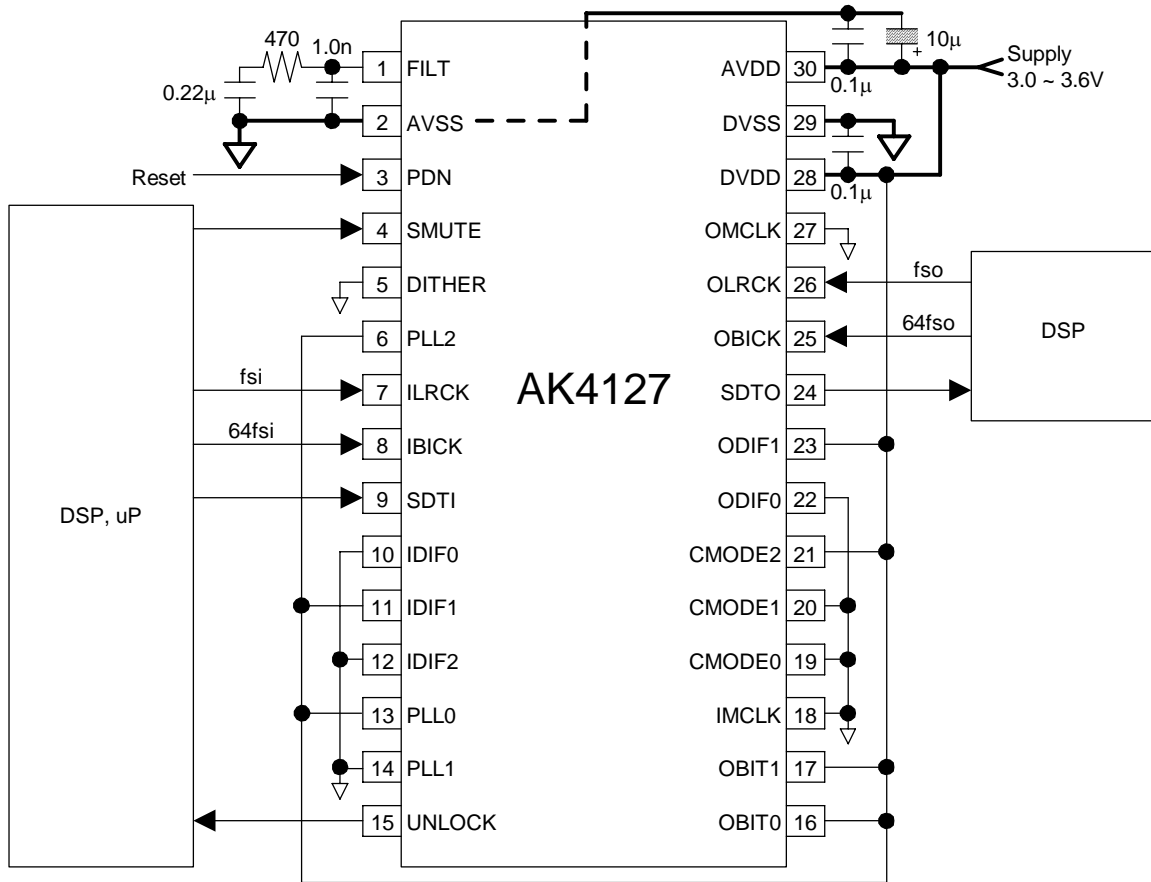 470
1.0n
0.22μ
10μ
+
Supply
3.0 ~ 3.6V
0.1μ
0.1μ
Reset
DSP, uP
fsi
64fsi
AK4127
1 FILT
2 AVSS
3 PDN
4 SMUTE
5 DITHER
6 PLL2
7 ILRCK
8 IBICK
9 SDTI
10 IDIF0
11 IDIF1
12 IDIF2
13 PLL0
14 PLL1
15 UNLOCK
AVDD 30
DVSS 29
DVDD 28
OMCLK 27
OLRCK 26
OBICK 25
SDTO 24
ODIF1 23
ODIF0 22
CMODE2 21
CMODE1 20
CMODE0 19
IMCLK 18
OBIT1 17
OBIT0 16
fso
64fso
DSP